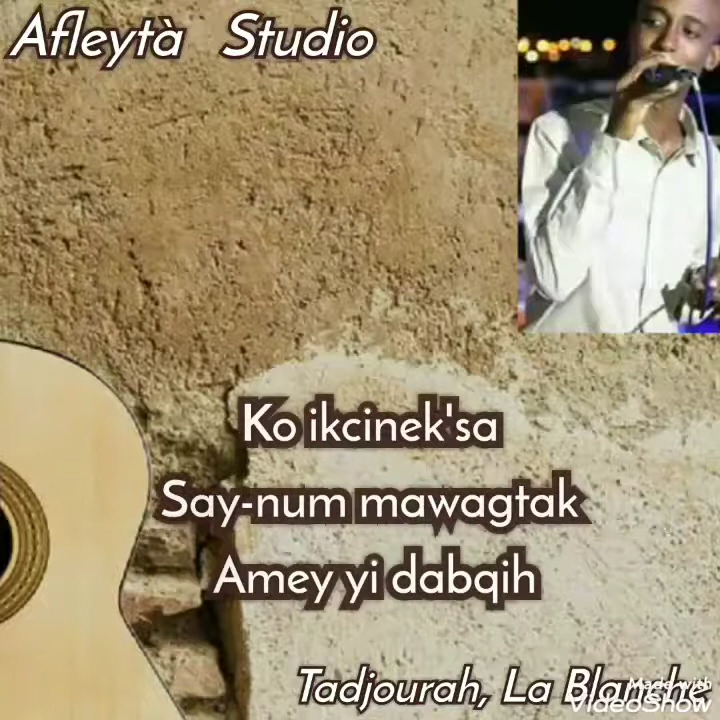 Afleytà Studio
Ko ikcinek'sa
Say-num mawagtak
Amey yi dabqih
Tadjourah, La Blanche
Made with
VideoShow